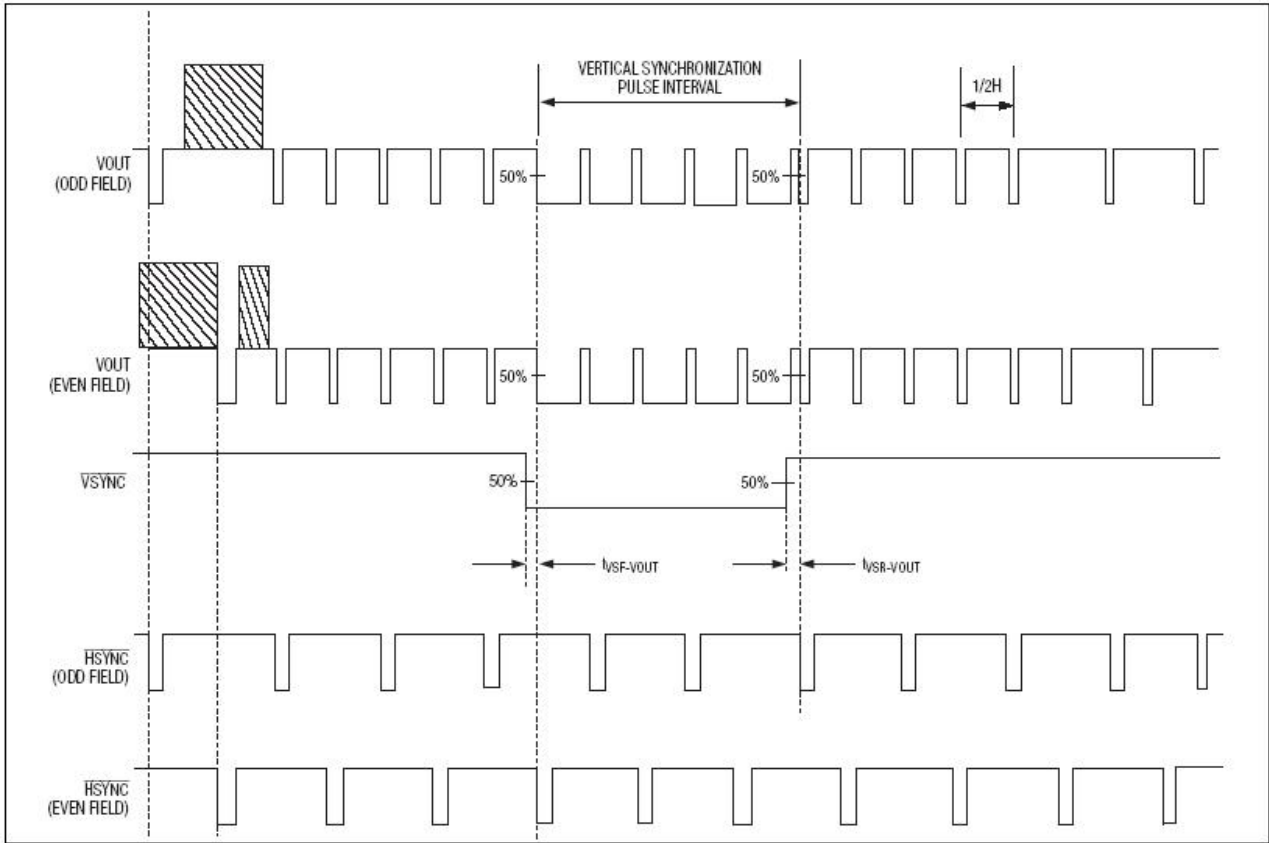 VERTICAL SYNCHRONIZATION
PULSE INTERVAL
1/2H
VOUT
(ODD FIELD)
50%
50%
VOUT
(EVEN FIELD)
50%
50%
VSYNC
50%
50%
tVSF-VOUT
tVSR-VOUT
HSYNC
(ODD FIELD)
HSYNC
(EVEN FIELD)